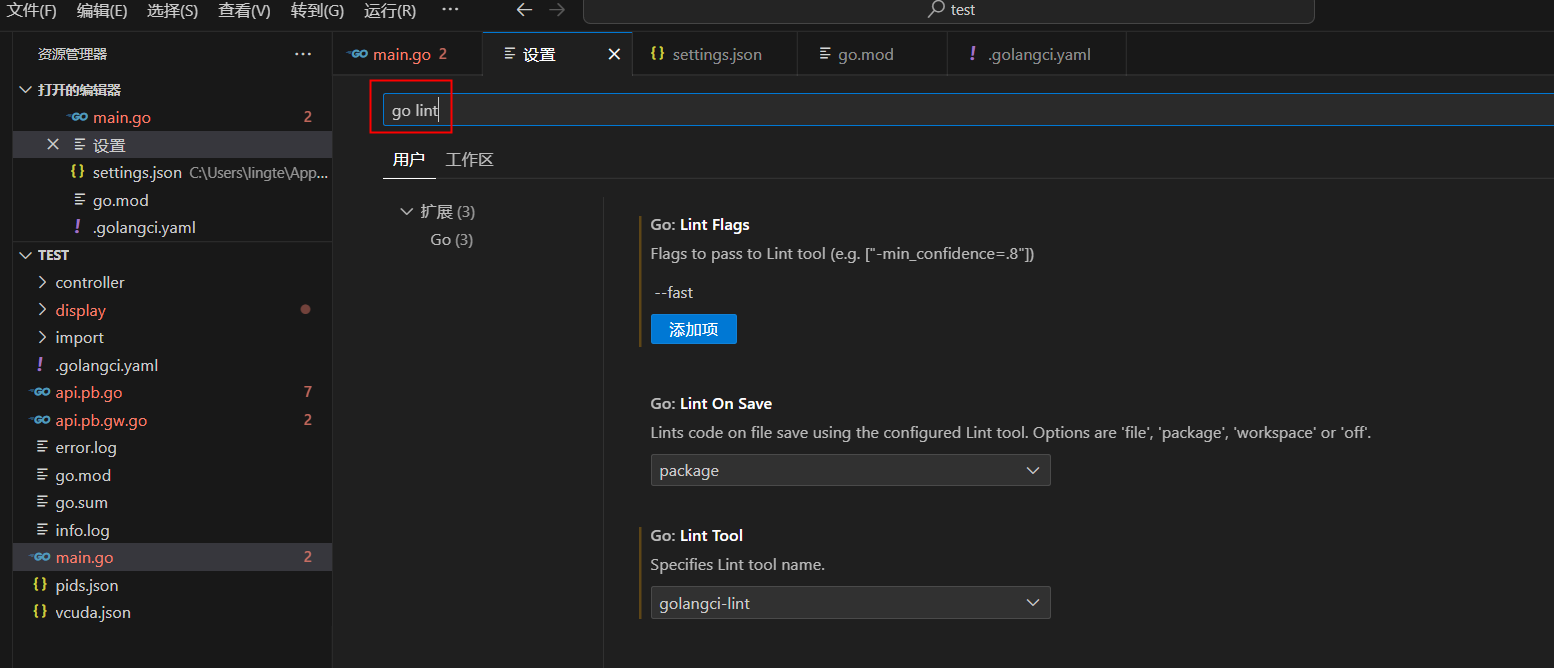 文件(F) 编辑(E) 选择(S) 查看(V) 转到(G) 运行(R) ··· test
资源管理器 ···
main.go 2 设置 settings.json go.mod ! .golangci.yaml
打开的编辑器
main.go 2
设置
settings.json C:\Users\lingte\App...
go.mod
! .golangci.yaml
TEST
controller
display
import
! .golangci.yaml
api.pb.go 7
api.pb.gw.go 2
error.log
go.mod
go.sum
info.log
main.go 2
pids.json
vcuda.json
go lint
用户 工作区
扩展 (3)
Go (3)
Go: Lint Flags
Flags to pass to Lint tool (e.g. ["-min_confidence=.8"])
--fast
添加项
Go: Lint On Save
Lints code on file save using the configured Lint tool. Options are 'file', 'package', 'workspace' or 'off'.
package
Go: Lint Tool
Specifies Lint tool name.
golangci-lint